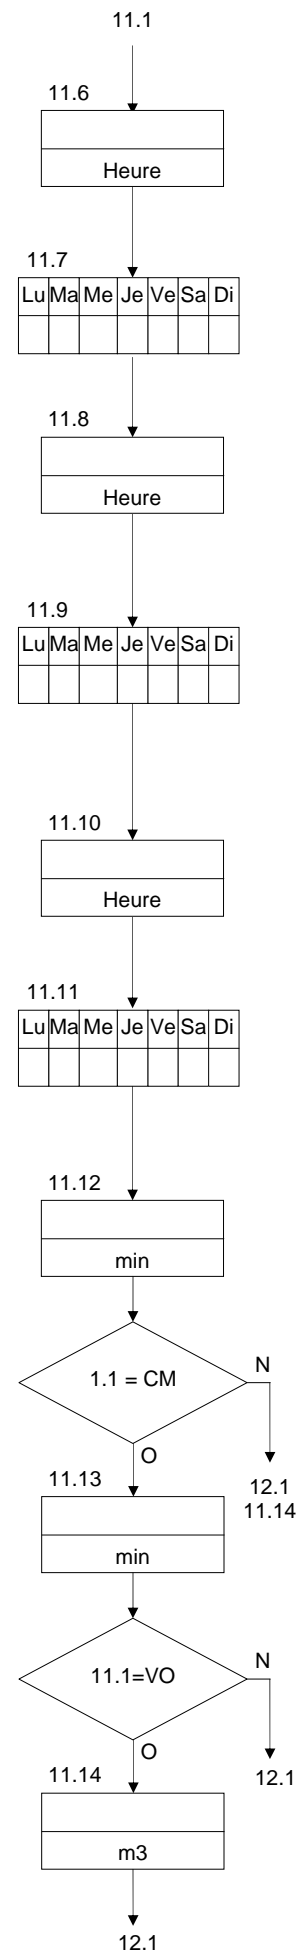 11.1
11.6
Heure
11.7
Lu Ma Me Je Ve Sa Di
11.8
Heure
11.9
Lu Ma Me Je Ve Sa Di
11.10
Heure
11.11
Lu Ma Me Je Ve Sa Di
11.12
min
1.1 = CM
N
O
12.1
11.14
11.13
min
11.1=VO
N
O
12.1
11.14
m3
12.1